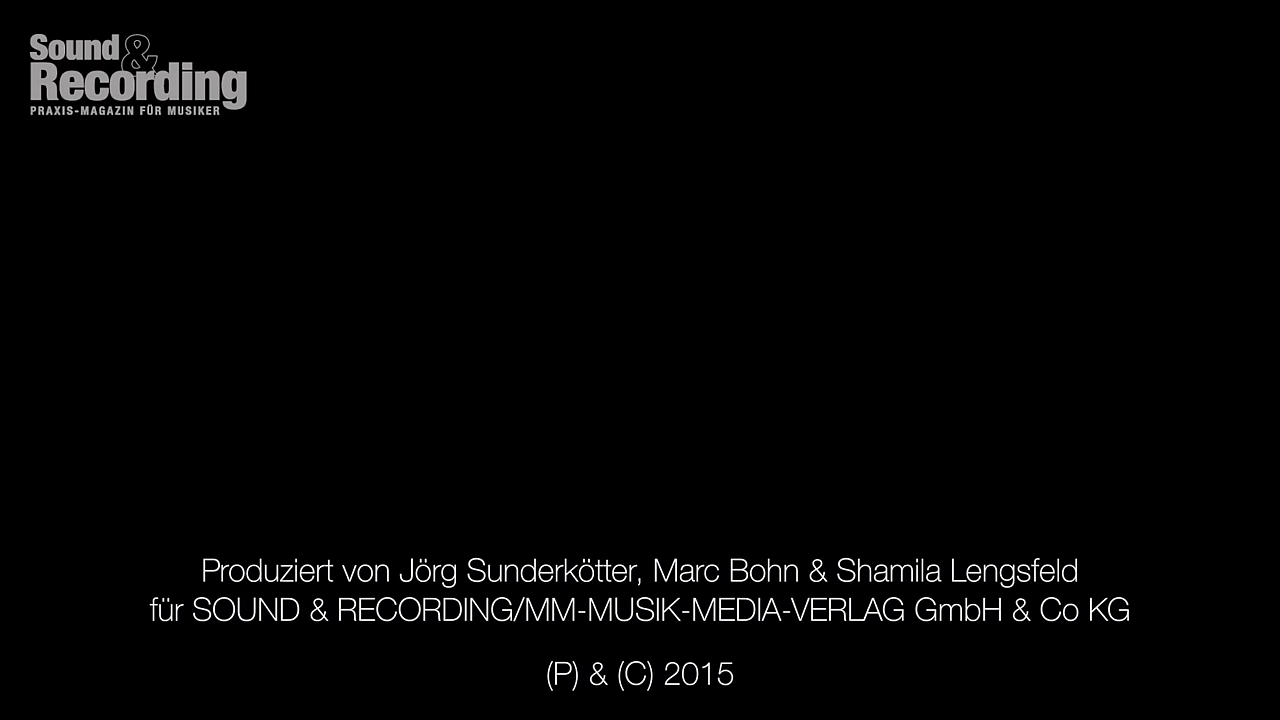 Sound &
Recording
PRAXIS-MAGAZIN FÜR MUSIKER
Produziert von Jörg Sunderkötter, Marc Bohn & Shamila Lengsfeld
für SOUND & RECORDING/MM-MUSIK-MEDIA-VERLAG GmbH & Co KG
(P) & (C) 2015